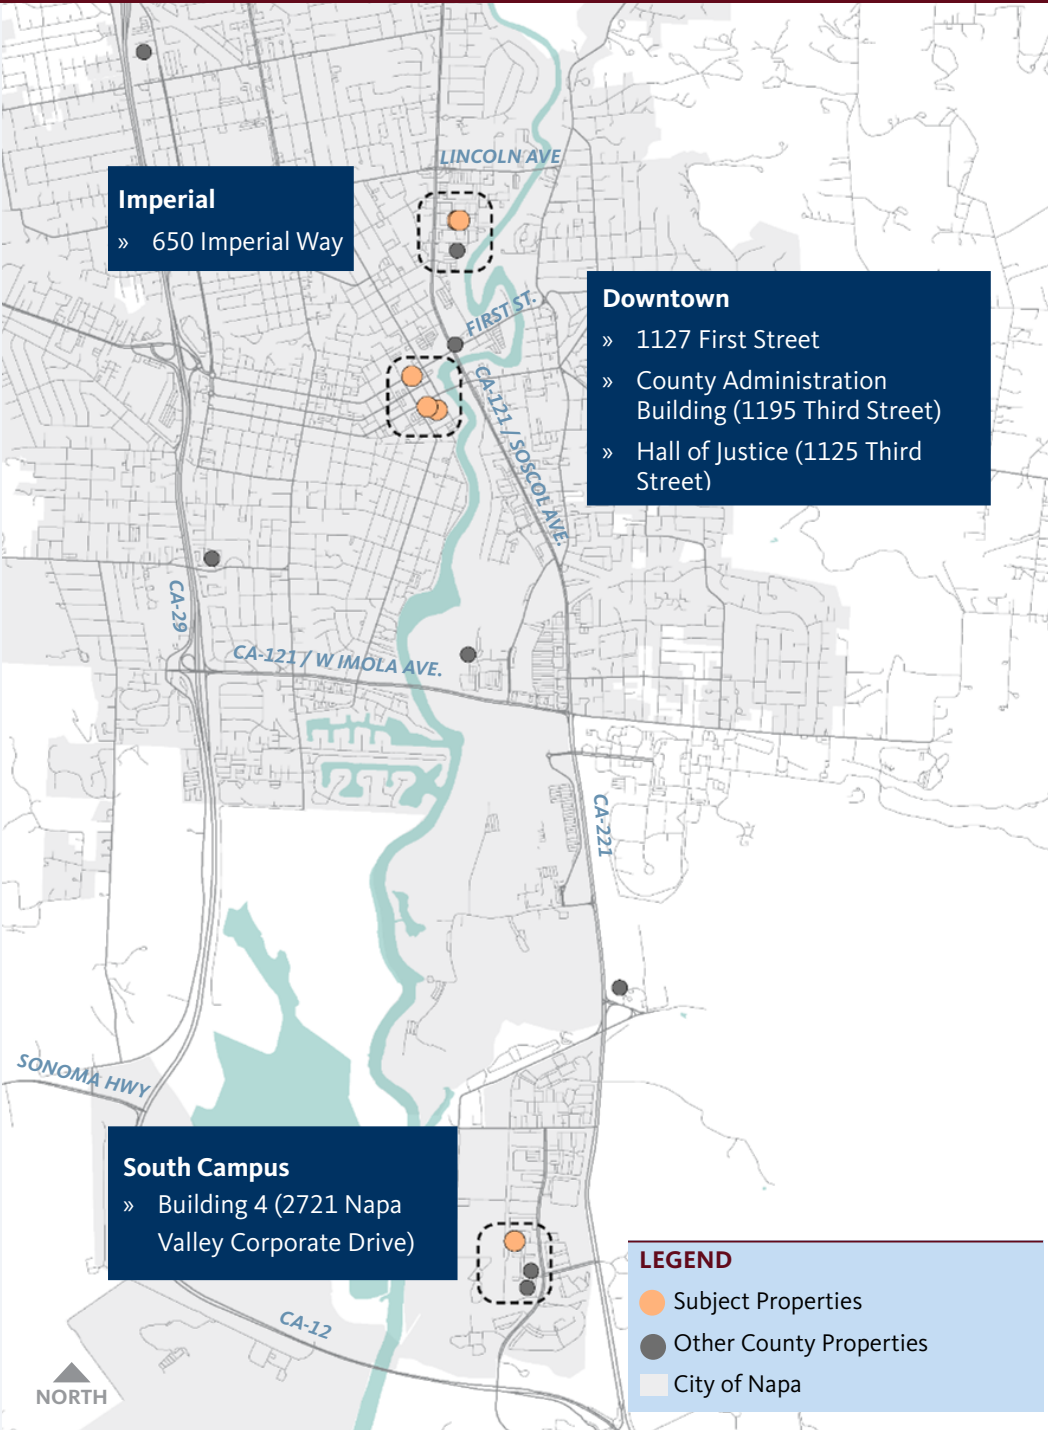 LINCOLN AVE
Imperial
» 650 Imperial Way
FIRST ST.
Downtown
» 1127 First Street
» County Administration
Building (1195 Third Street)
» Hall of Justice (1125 Third
Street)
CA-121 / SOSCOL AVE.
CA-29
CA-121 / W IMOLA AVE.
CA-221
SONOMA HWY
South Campus
» Building 4 (2721 Napa
Valley Corporate Drive)
CA-12
NORTH
LEGEND
Subject Properties
Other County Properties
City of Napa